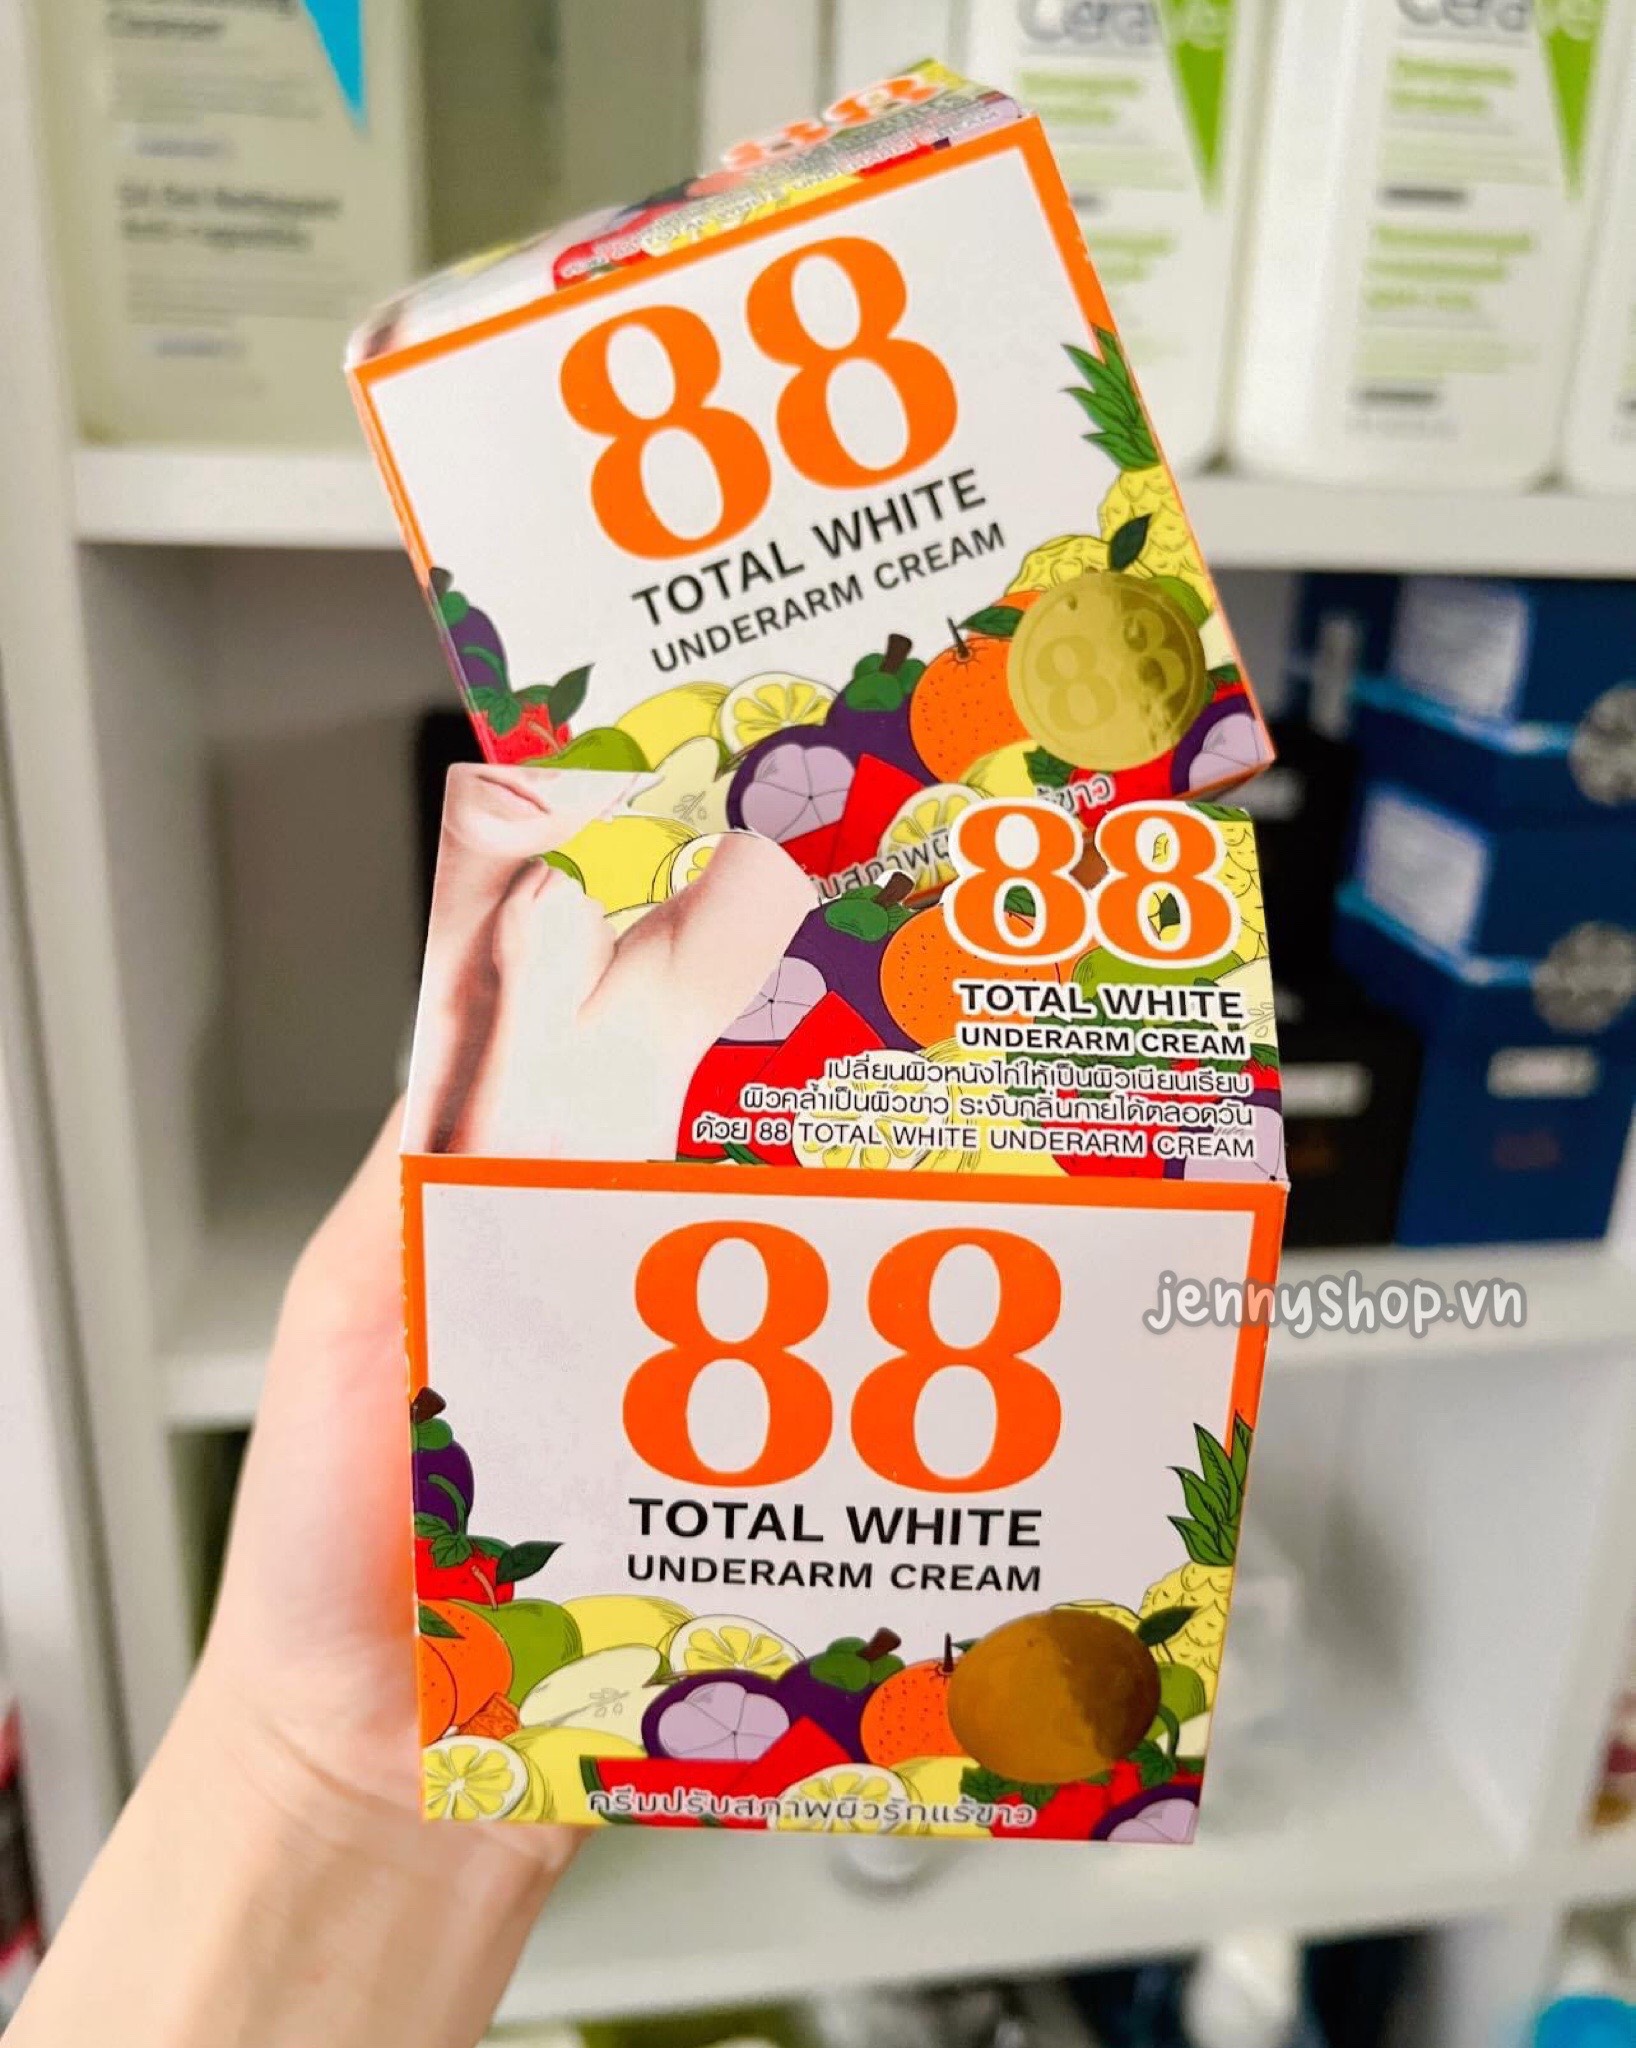 CeraVe
CeraVe
88
TOTAL WHITE
UNDERARM CREAM
88
88
TOTAL WHITE
UNDERARM CREAM
เปลี่ยนผิวหนังไก่ให้เป็นผิวเนียนเรียบ
ผิวคล้ำเป็นผิวขาว ระงับกลิ่นกายได้ตลอดวัน
ด้วย 88 TOTAL WHITE UNDERARM CREAM
jennyshop.vn
88
TOTAL WHITE
UNDERARM CREAM
ครีมปรับสภาพผิวรักแร้ขาว